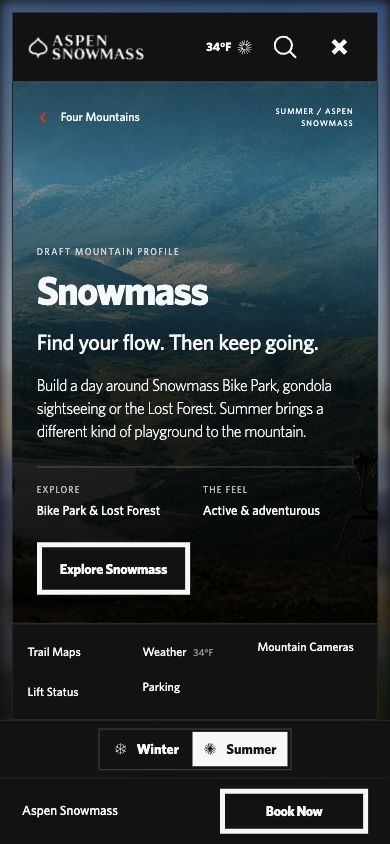 ASPEN
SNOWMASS
34°F
Four Mountains
SUMMER / ASPEN
SNOWMASS
DRAFT MOUNTAIN PROFILE
Snowmass
Find your flow. Then keep going.
Build a day around Snowmass Bike Park, gondola
sightseeing or the Lost Forest. Summer brings a
different kind of playground to the mountain.
EXPLORE
Bike Park & Lost Forest
THE FEEL
Active & adventurous
Explore Snowmass
Trail Maps
Weather 34°F
Mountain Cameras
Lift Status
Parking
Winter
Summer
Aspen Snowmass
Book Now